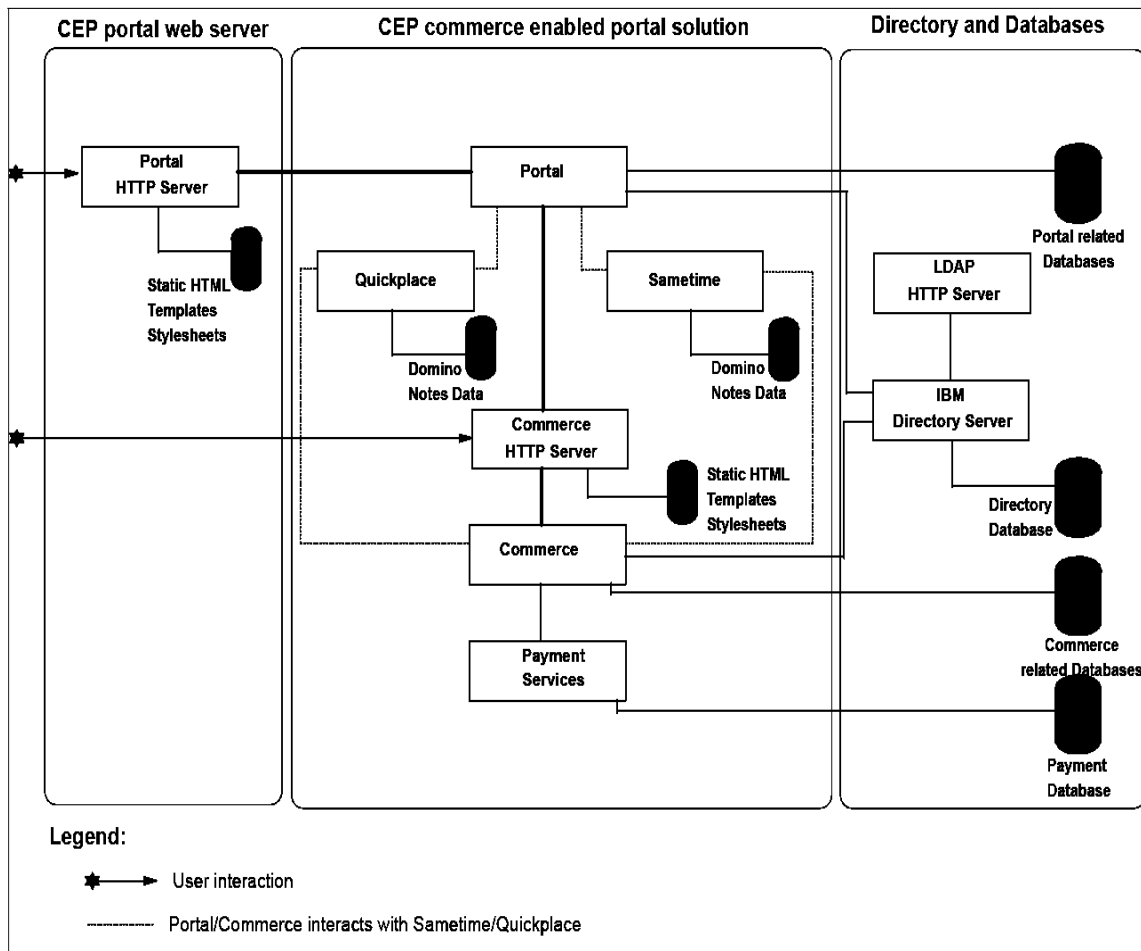 CEP portal web server
CEP commerce enabled portal solution
Directory and Databases
Portal
HTTP Server
Static HTML
Templates
Stylesheets
Portal
Quickplace
Domino
Notes Data
Sametime
Domino
Notes Data
Commerce
HTTP Server
Static HTML
Templates
Stylesheets
Commerce
Payment
Services
Portal related
Databases
LDAP
HTTP Server
IBM
Directory Server
Directory
Database
Commerce
related Databases
Payment
Database
Legend:
User interaction
Portal/Commerce interacts with Sametime/Quickplace